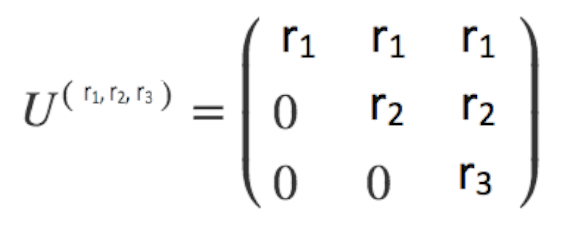 r₁ r₁ r₁
U⁽ ʳ¹,ʳ²,ʳ³ ⁾ = 0 r₂ r₂
0 0 r₃